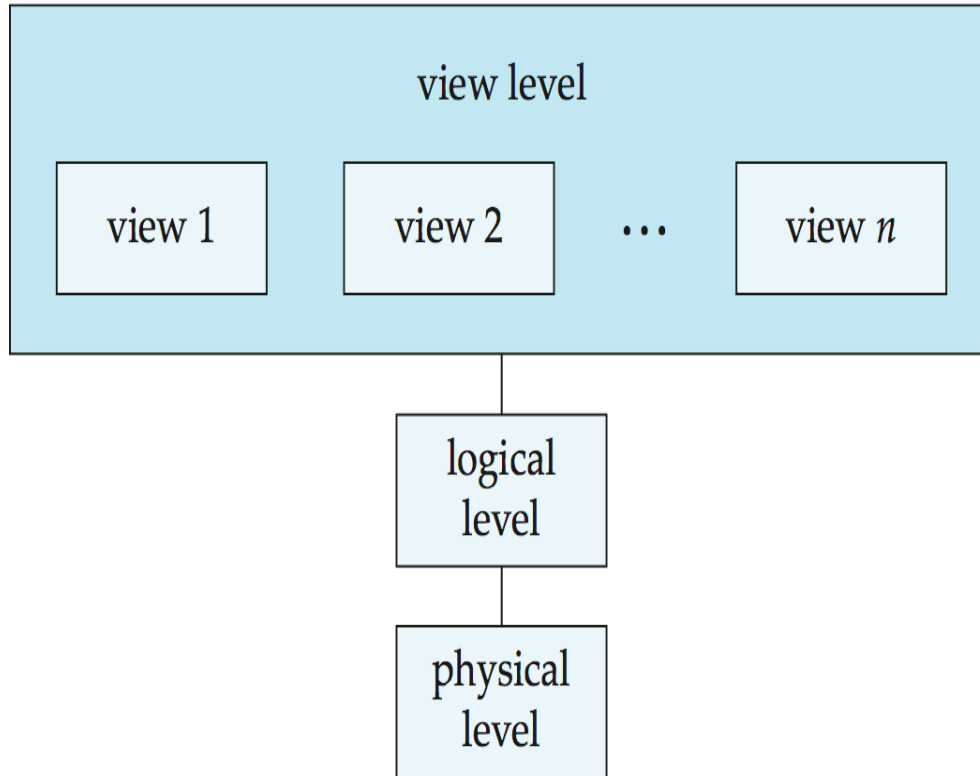 view level
view 1
view 2
...
view n
logical
level
physical
level